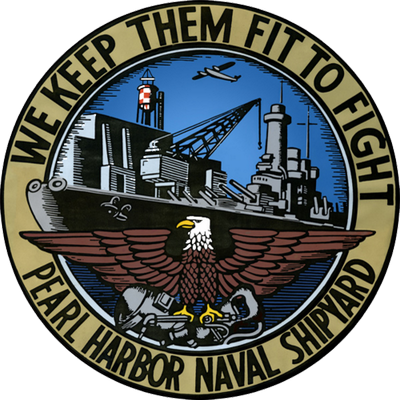 WE KEEP THEM FIT TO FIGHT
PEARL HARBOR NAVAL SHIPYARD